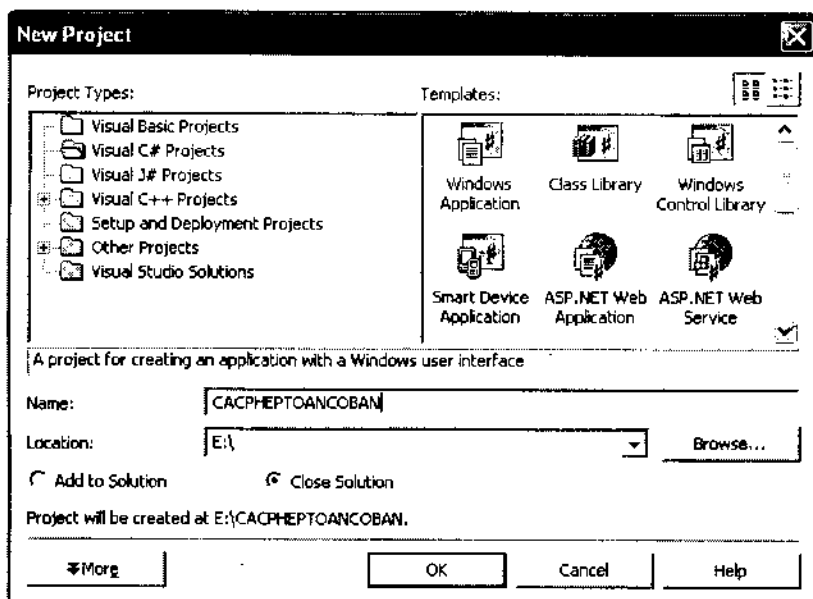 New Project
Project Types:
Templates:
Visual Basic Projects
Visual C# Projects
Visual J# Projects
Visual C++ Projects
Setup and Deployment Projects
Other Projects
Visual Studio Solutions
Windows
Application
Class Library
Windows
Control Library
Smart Device
Application
ASP.NET Web
Application
ASP.NET Web
Service
A project for creating an application with a Windows user interface
Name:
CACPHEPTOANCOBAN
Location:
E:\
Browse...
Add to Solution
Close Solution
Project will be created at E:\CACPHEPTOANCOBAN.
More
OK
Cancel
Help